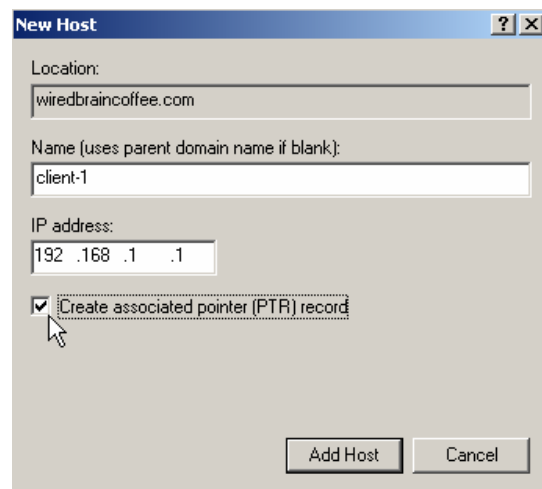 New Host
Location:
wiredbraincoffee.com
Name (uses parent domain name if blank):
client-1
IP address:
192 .168 .1 .1
Create associated pointer (PTR) record
Add Host Cancel